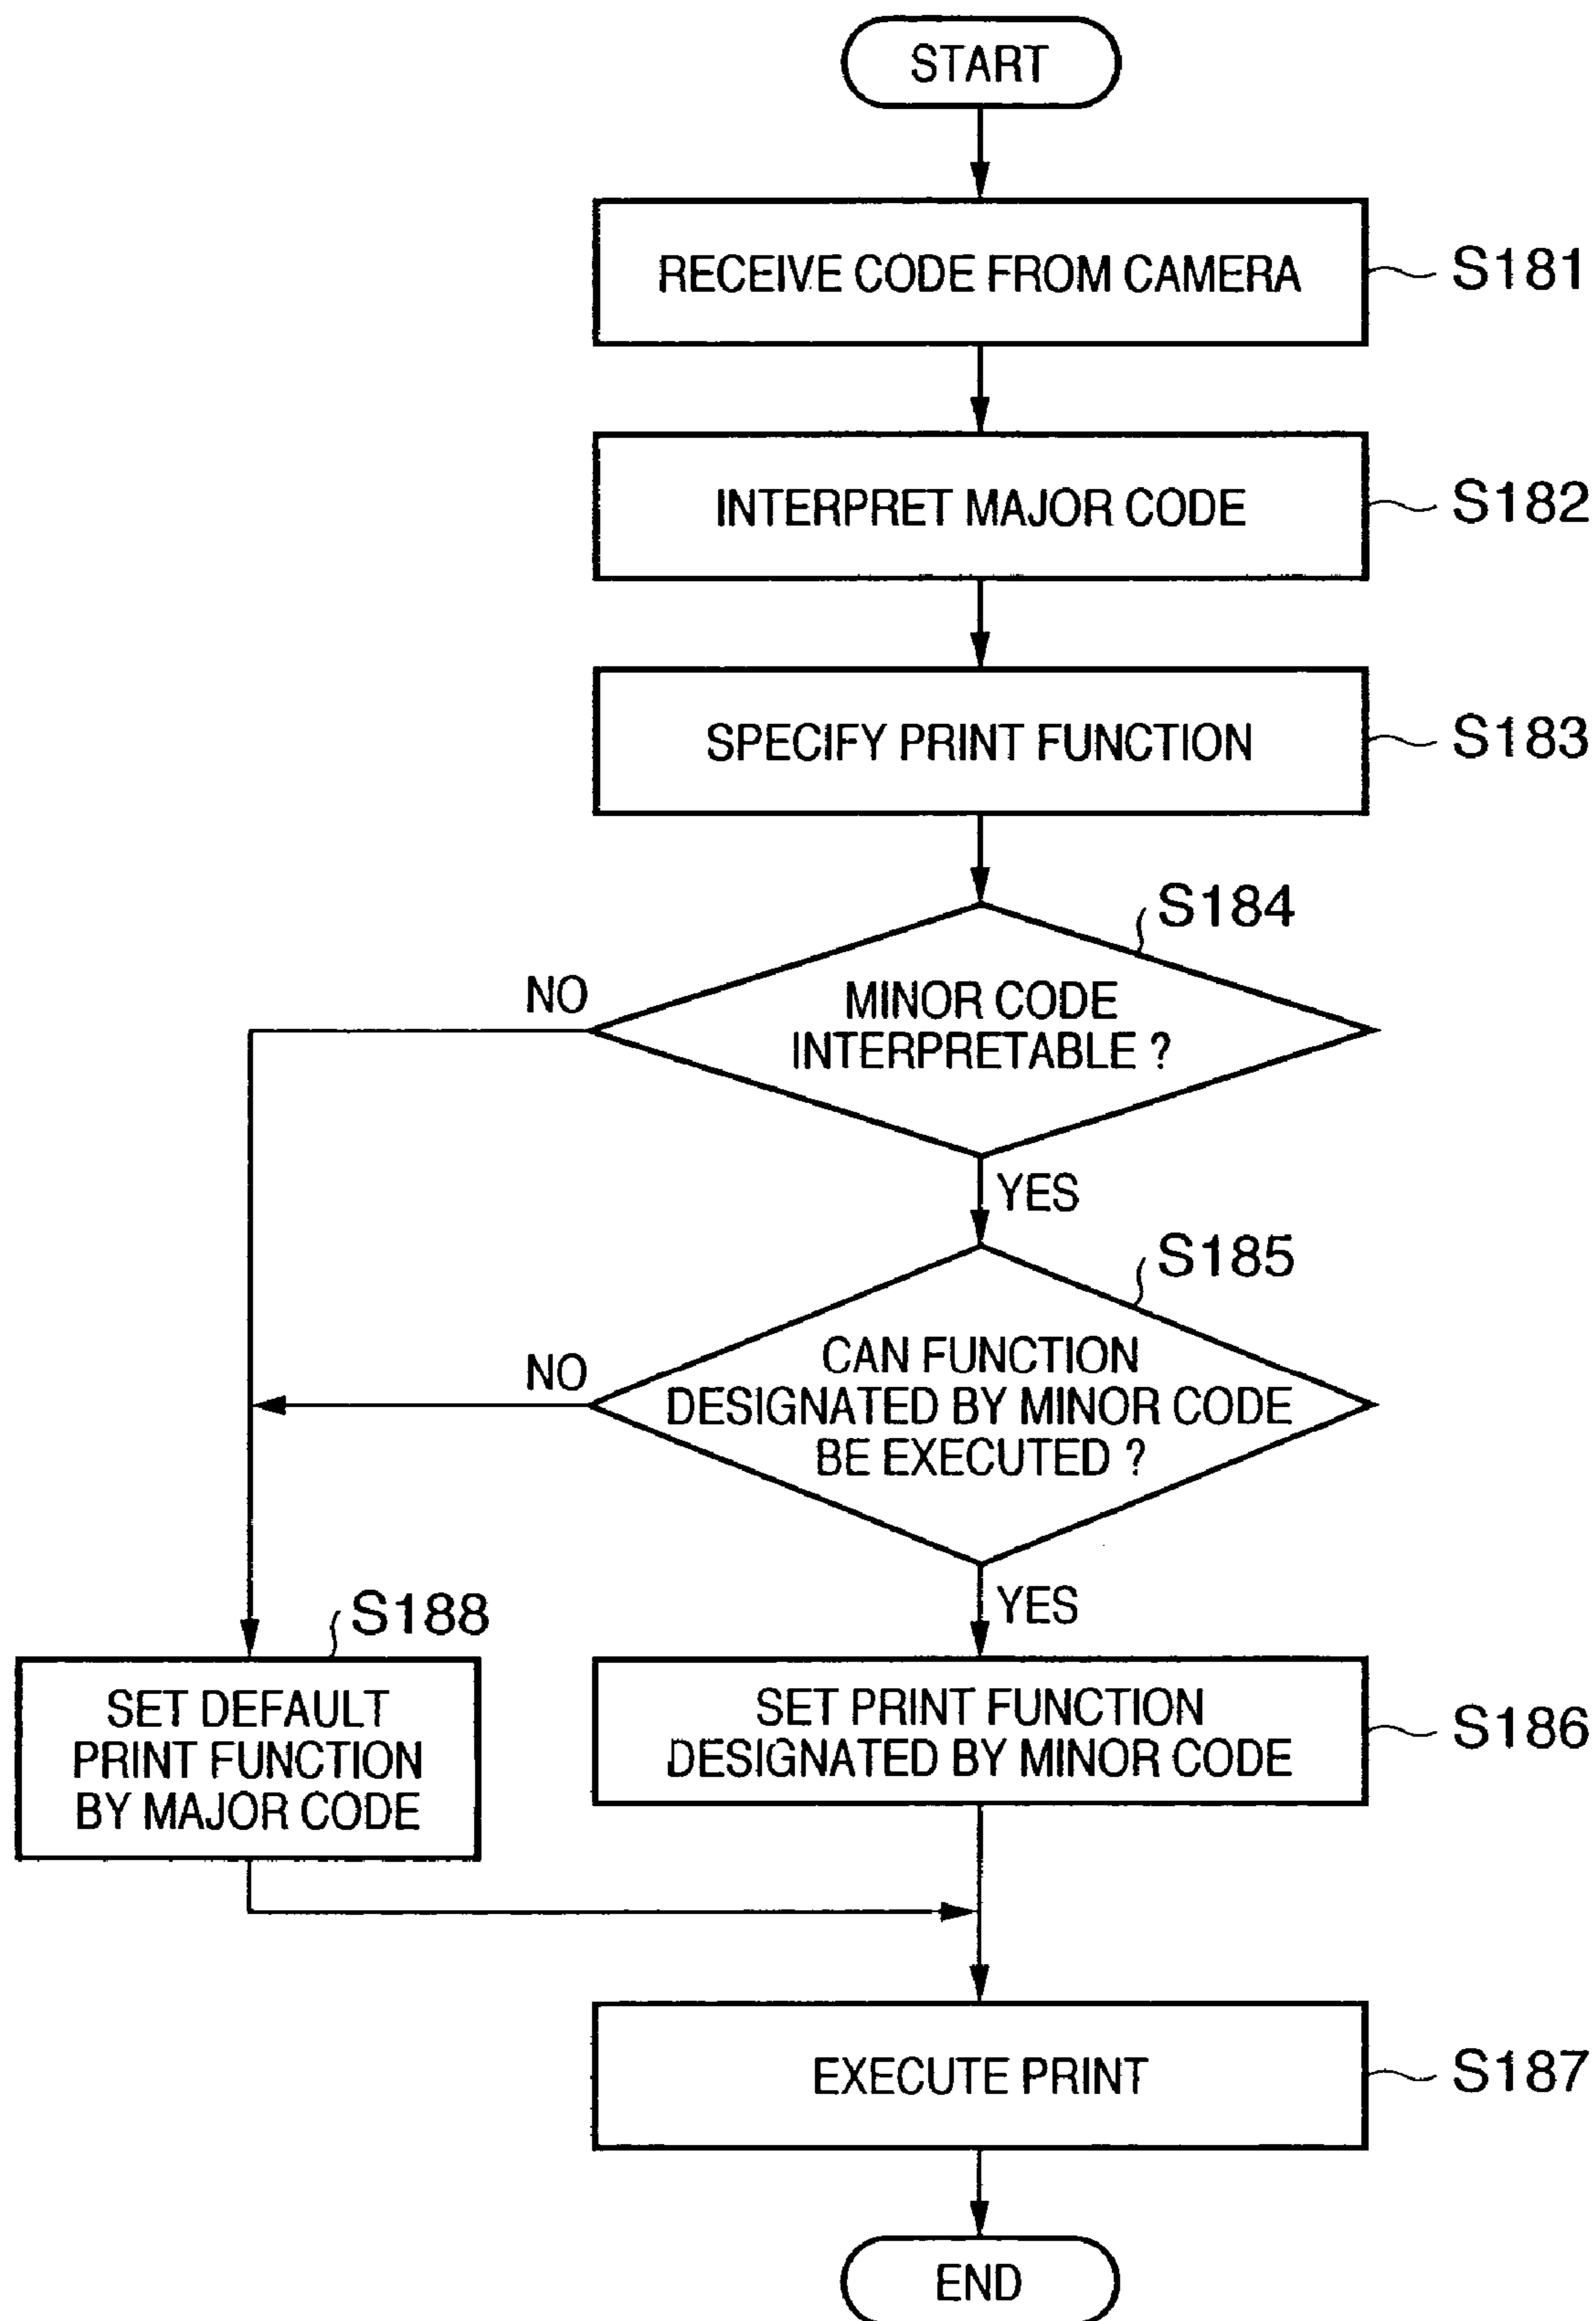 START
RECEIVE CODE FROM CAMERA
S181
INTERPRET MAJOR CODE
S182
SPECIFY PRINT FUNCTION
S183
S184
NO
MINOR CODE
INTERPRETABLE ?
YES
S185
NO
CAN FUNCTION
DESIGNATED BY MINOR CODE
BE EXECUTED ?
YES
S188
SET DEFAULT
PRINT FUNCTION
BY MAJOR CODE
SET PRINT FUNCTION
DESIGNATED BY MINOR CODE
S186
EXECUTE PRINT
S187
END